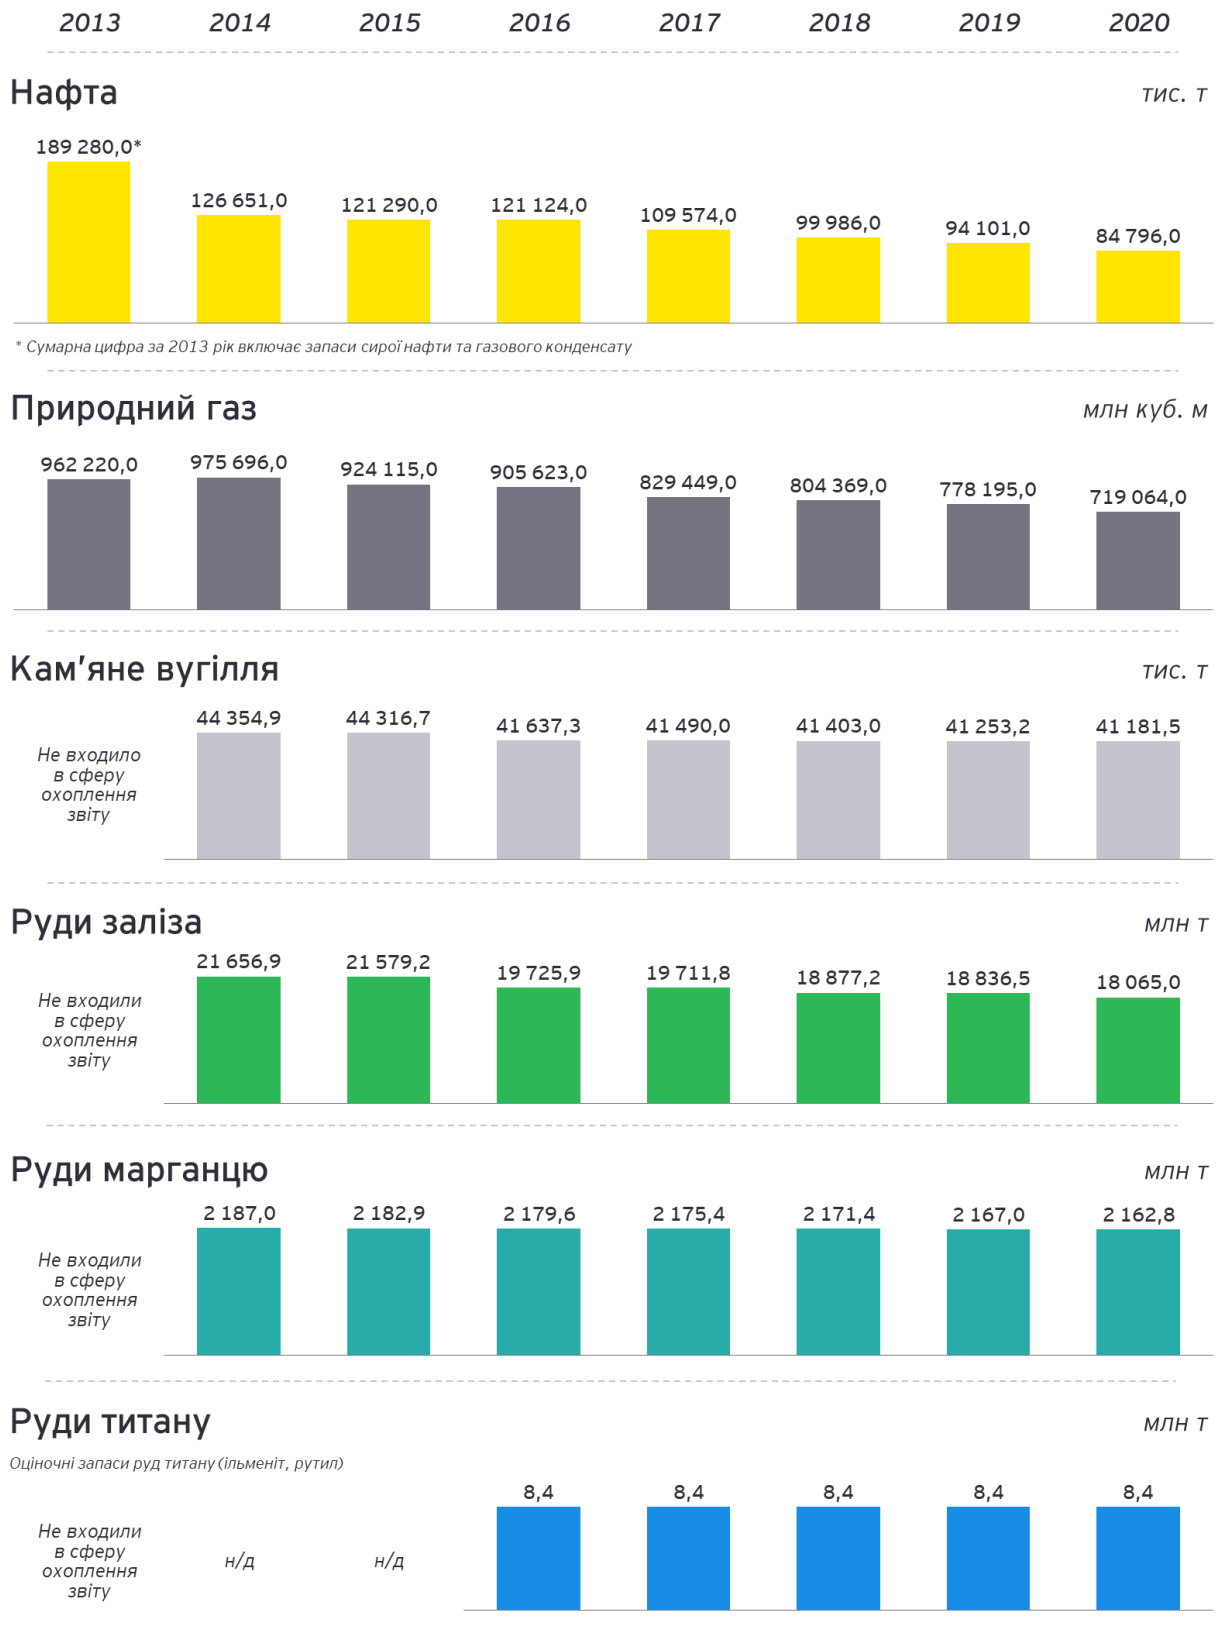 2013 2014 2015 2016 2017 2018 2019 2020
Нафта тис. т
189 280,0* 126 651,0 121 290,0 121 124,0 109 574,0 99 986,0 94 101,0 84 796,0
* Сумарна цифра за 2013 рік включає запаси сирої нафти та газового конденсату
Природний газ млн куб. м
962 220,0 975 696,0 924 115,0 905 623,0 829 449,0 804 369,0 778 195,0 719 064,0
Кам’яне вугілля тис. т
44 354,9 44 316,7 41 637,3 41 490,0 41 403,0 41 253,2 41 181,5
Не входило
в сферу
охоплення
звіту
Руди заліза млн т
21 656,9 21 579,2 19 725,9 19 711,8 18 877,2 18 836,5 18 065,0
Не входили
в сферу
охоплення
звіту
Руди марганцю млн т
2 187,0 2 182,9 2 179,6 2 175,4 2 171,4 2 167,0 2 162,8
Не входили
в сферу
охоплення
звіту
Руди титану млн т
Оціночні запаси руд титану (ільменіт, рутил)
8,4 8,4 8,4 8,4 8,4
Не входили
в сферу
охоплення
звіту
н/д н/д